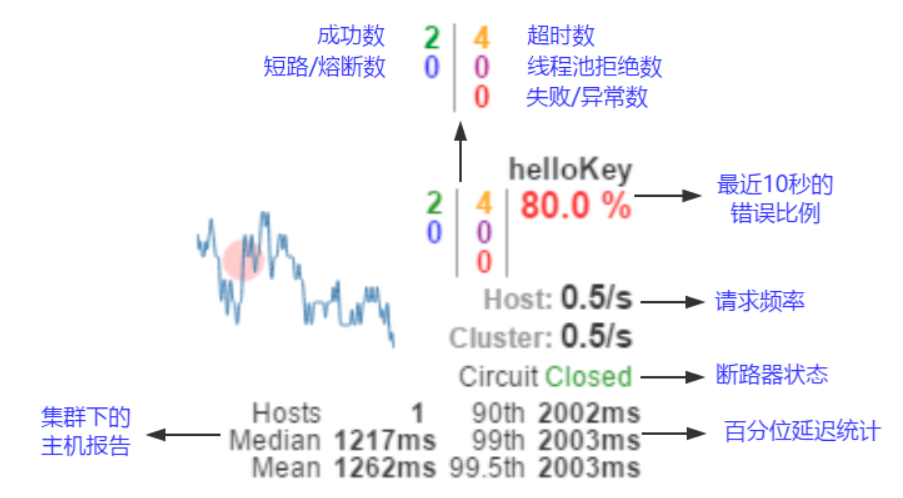 成功数 2 4 超时数
短路/熔断数 0 0 线程池拒绝数
0 失败/异常数
helloKey
2 4 80.0 %
0 0
0
最近10秒的
错误比例
Host: 0.5/s 请求频率
Cluster: 0.5/s
Circuit Closed 断路器状态
集群下的
主机报告
Hosts 1 90th 2002ms
Median 1217ms 99th 2003ms
Mean 1262ms 99.5th 2003ms
百分位延迟统计